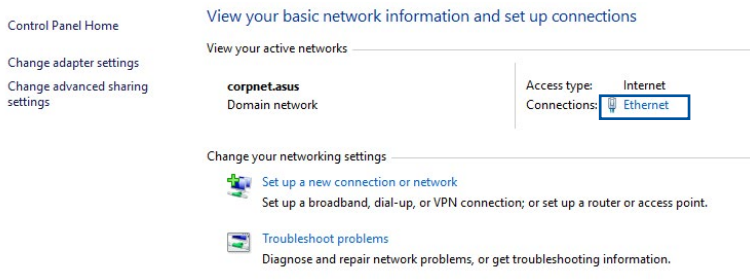 Control Panel Home
Change adapter settings
Change advanced sharing
settings
View your basic network information and set up connections
View your active networks
corpnet.asus
Domain network
Access type: Internet
Connections: Ethernet
Change your networking settings
Set up a new connection or network
Set up a broadband, dial-up, or VPN connection; or set up a router or access point.
Troubleshoot problems
Diagnose and repair network problems, or get troubleshooting information.